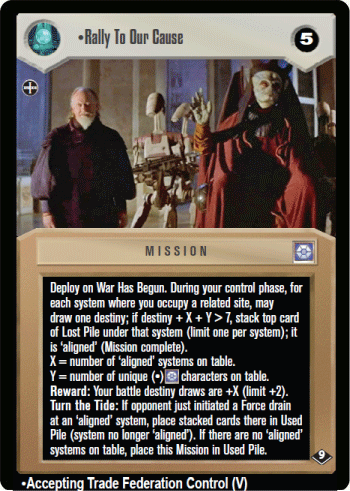 •Rally To Our Cause
5
MISSION
Deploy on War Has Begun. During your control phase, for
each system where you occupy a related site, may
draw one destiny; if destiny + X + Y > 7, stack top card
of Lost Pile under that system (limit one per system); it
is 'aligned' (Mission complete).
X = number of 'aligned' systems on table.
Y = number of unique (•) characters on table.
Reward: Your battle destiny draws are +X (limit +2).
Turn the Tide: If opponent just initiated a Force drain
at an 'aligned' system, place stacked cards there in
Used Pile (system no longer 'aligned'). If there are no 'aligned'
systems on table, place this Mission in Used Pile.
9
•Accepting Trade Federation Control (V)